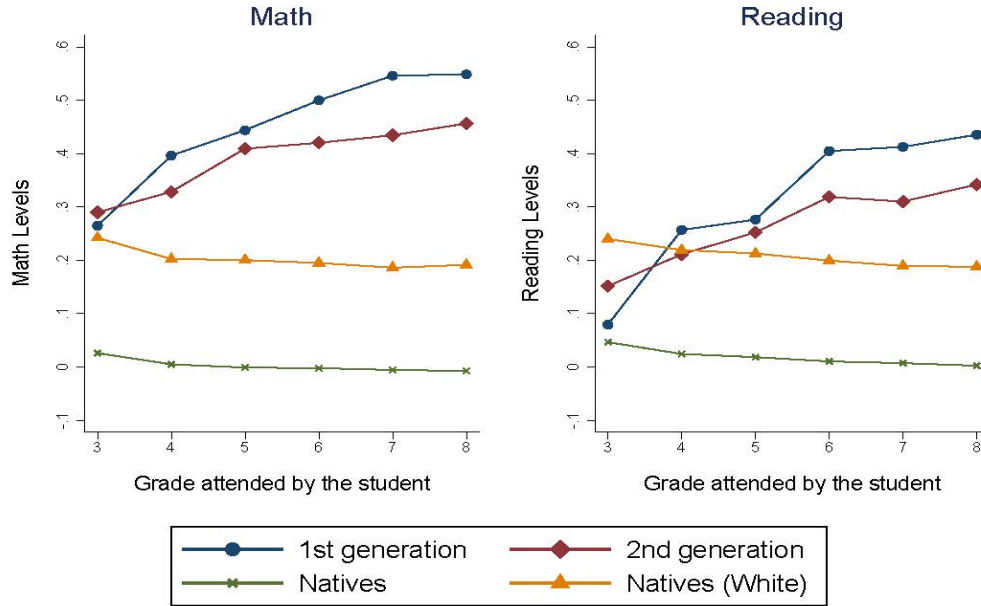 Math
Reading
.6
.5
.4
.3
.2
.1
0
-.1
Math Levels
3 4 5 6 7 8
Grade attended by the student
.6
.5
.4
.3
.2
.1
0
-.1
Reading Levels
3 4 5 6 7 8
Grade attended by the student
1st generation 2nd generation
Natives Natives (White)